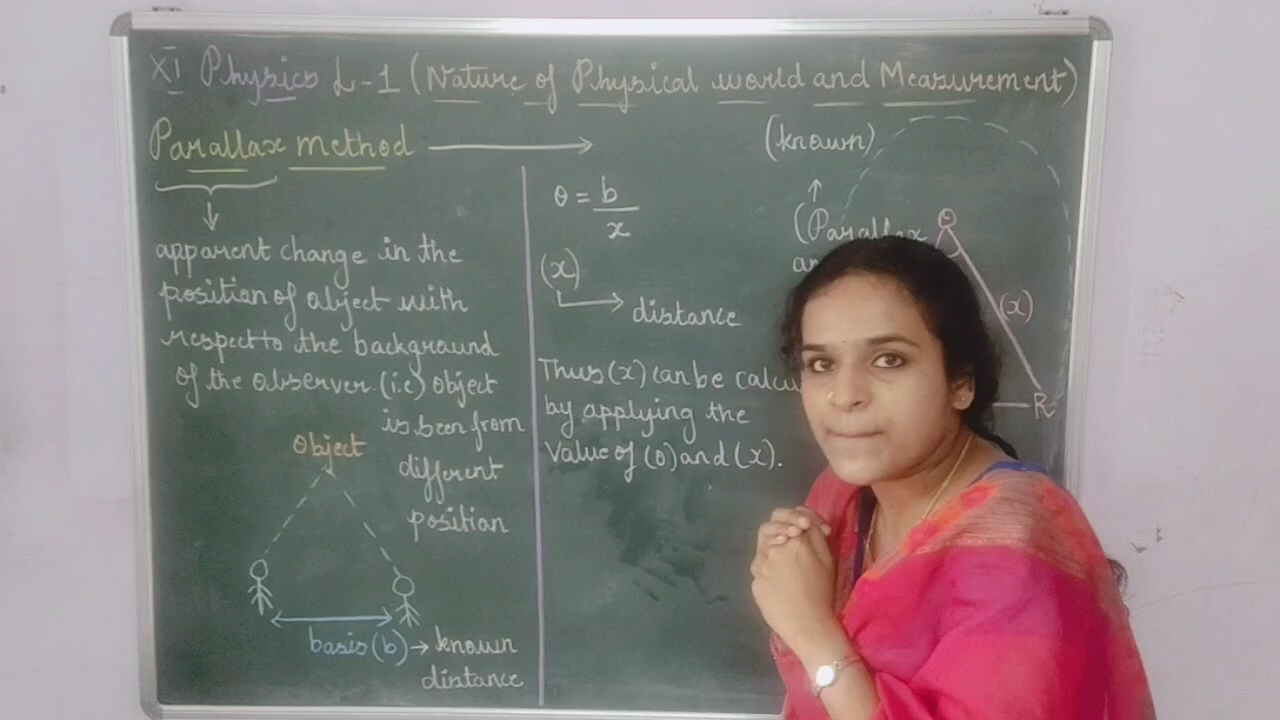 XI Physics L-1 (Nature of Physical world and Measurement)
Parallax method
apparent change in the
position of object with
respect to the background
of the observer (i.e) object
is been from
different
position
object
basis (b) → known
distance
θ = b
x
(x)
distance
Thus (x) can be
by applying the
value of (θ) and (x).
(known)
(Parallax
θ
(x)
R